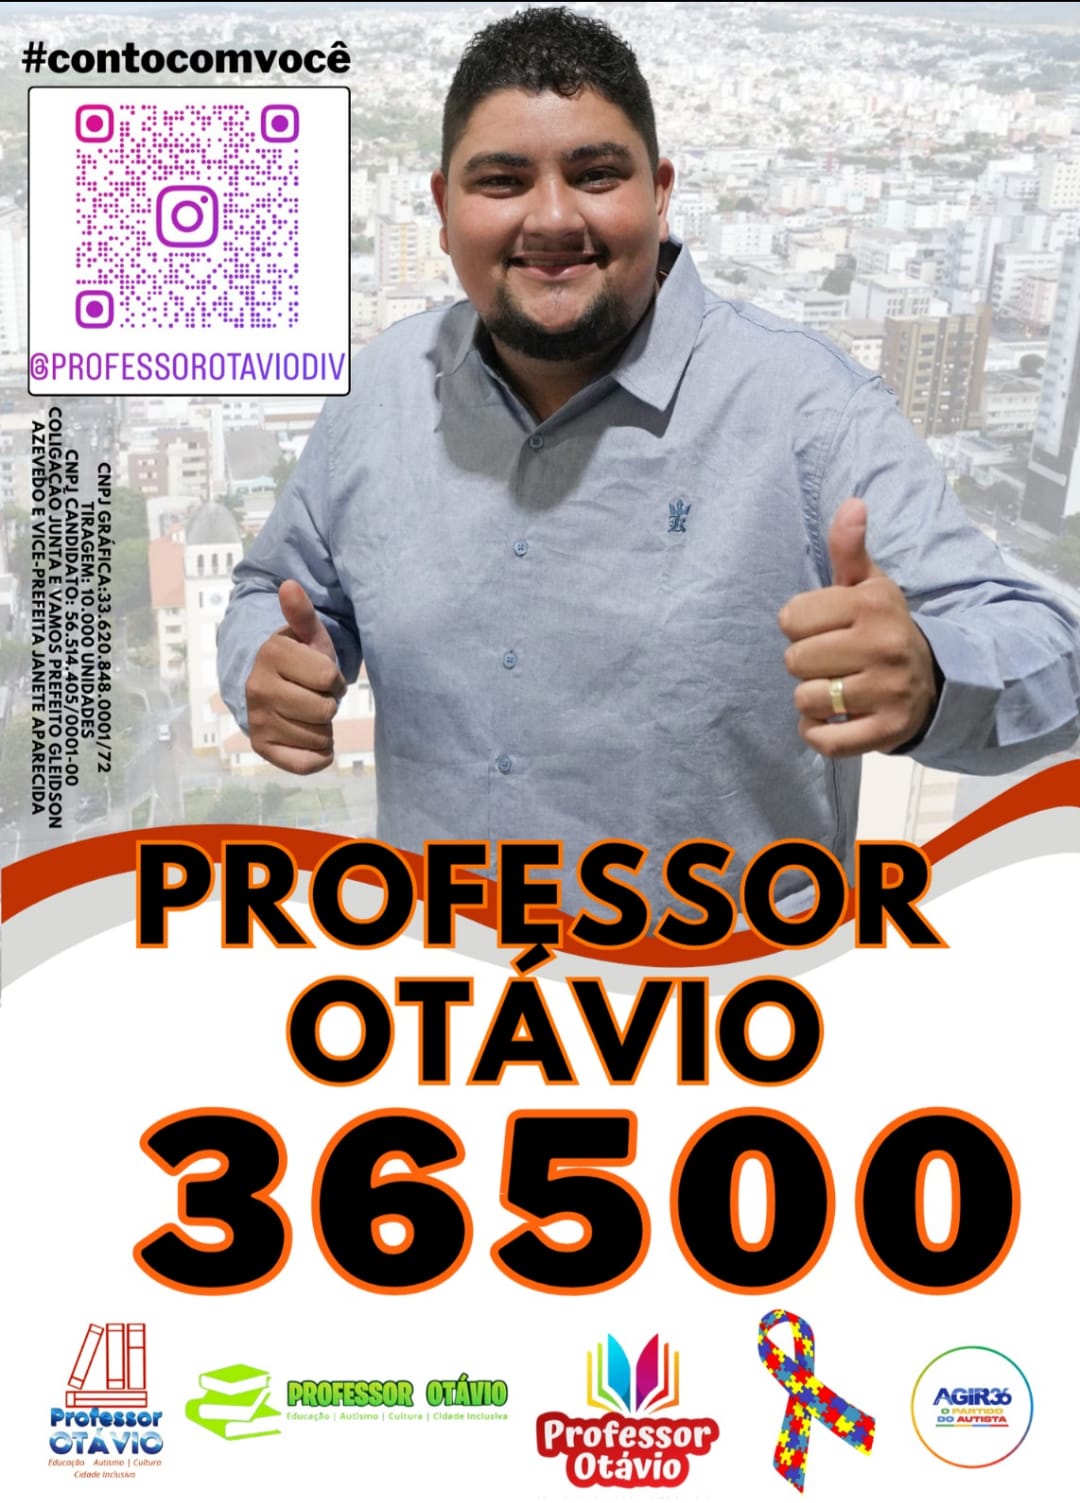 #contocomvocê
@PROFESSOROTAVIODIV
CNPJ GRÁFICA:33.620.848.0001/72
TIRAGEM: 10.000 UNIDADES
CNPJ CANDIDATO: 56.514.405/0001-00
COLIGAÇÃO JUNTA E VAMOS PREFEITO GLEIDSON
AZEVEDO E VICE-PREFEITA JANETE APARECIDA
PROFESSOR
OTÁVIO
36500
Professor
OTÁVIO
Educação Autismo | Cultura
Cidade Inclusiva
PROFESSOR OTÁVIO
Educação | Autismo | Cultura | Cidade Inclusiva
Professor
Otávio
AGIR36
O PARTIDO
DO AUTISTA